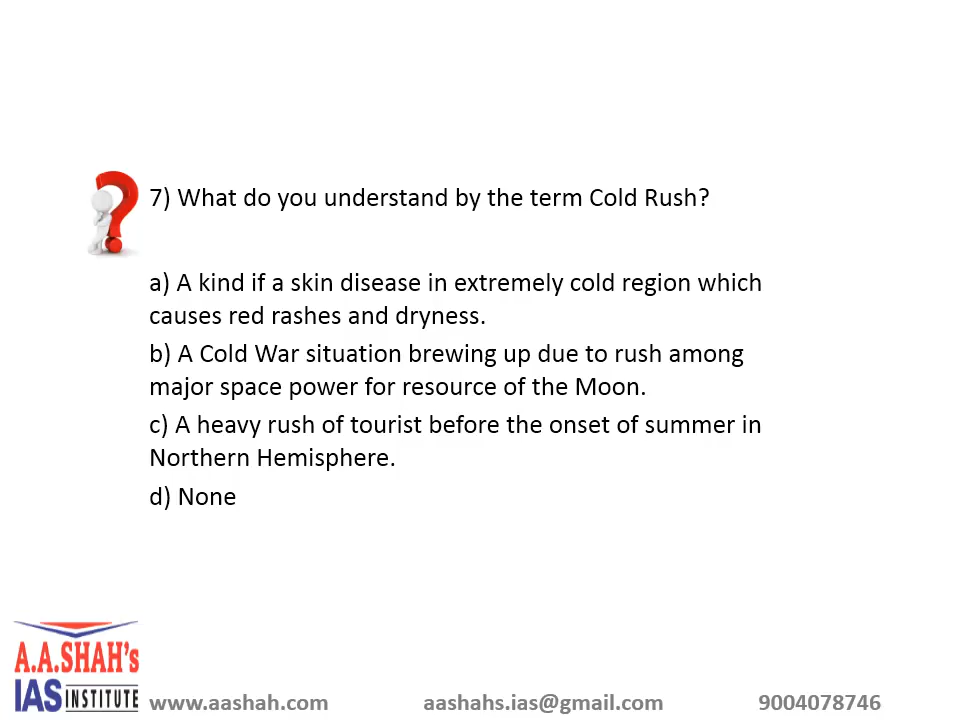 7) What do you understand by the term Cold Rush?
a) A kind if a skin disease in extremely cold region which
causes red rashes and dryness.
b) A Cold War situation brewing up due to rush among
major space power for resource of the Moon.
c) A heavy rush of tourist before the onset of summer in
Northern Hemisphere.
d) None
A.A.SHAH's
IAS INSTITUTE
www.aashah.com aashahs.ias@gmail.com 9004078746